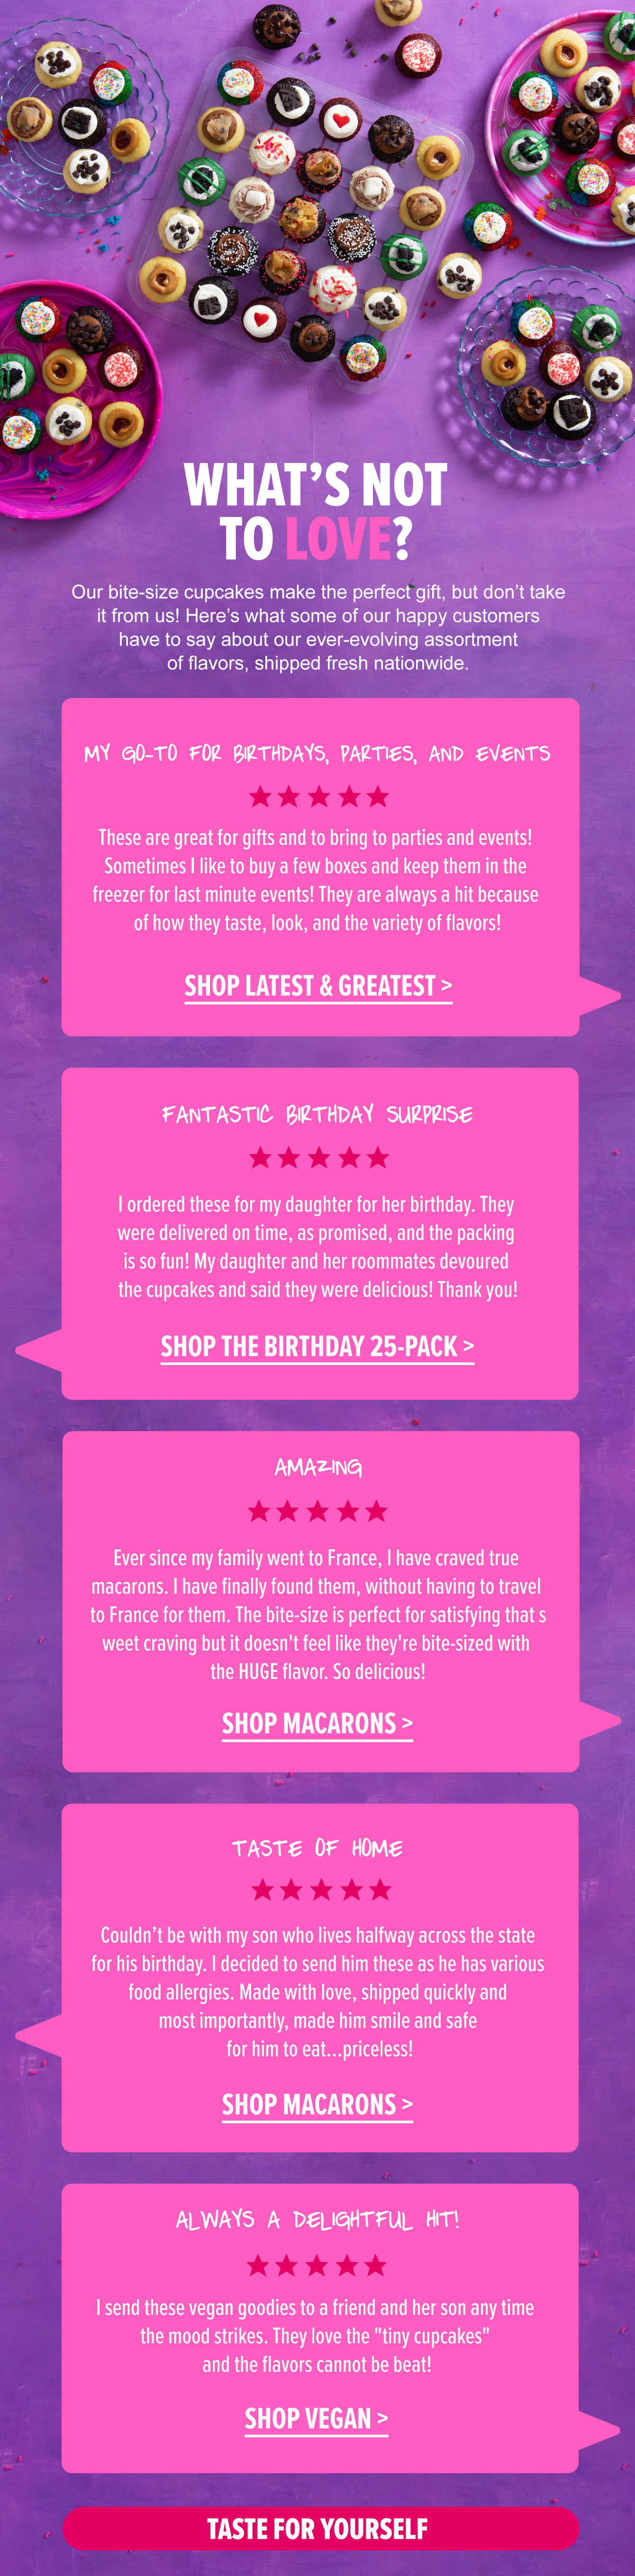 WHAT'S NOT
TO LOVE?
Our bite-size cupcakes make the perfect gift, but don't take
it from us! Here's what some of our happy customers
have to say about our ever-evolving assortment
of flavors, shipped fresh nationwide.
MY GO-TO FOR BIRTHDAYS, PARTIES, AND EVENTS
These are great for gifts and to bring to parties and events!
Sometimes I like to buy a few boxes and keep them in the
freezer for last minute events! They are always a hit because
of how they taste, look, and the variety of flavors!
SHOP LATEST & GREATEST >
FANTASTIC BIRTHDAY SURPRISE
I ordered these for my daughter for her birthday. They
were delivered on time, as promised, and the packing
is so fun! My daughter and her roommates devoured
the cupcakes and said they were delicious! Thank you!
SHOP THE BIRTHDAY 25-PACK >
AMAZING
Ever since my family went to France, I have craved true
macarons. I have finally found them, without having to travel
to France for them. The bite-size is perfect for satisfying that s
weet craving but it doesn't feel like they're bite-sized with
the HUGE flavor. So delicious!
SHOP MACARONS >
TASTE OF HOME
Couldn't be with my son who lives halfway across the state
for his birthday. I decided to send him these as he has various
food allergies. Made with love, shipped quickly and
most importantly, made him smile and safe
for him to eat...priceless!
SHOP MACARONS >
ALWAYS A DELIGHTFUL HIT!
I send these vegan goodies to a friend and her son any time
the mood strikes. They love the "tiny cupcakes"
and the flavors cannot be beat!
SHOP VEGAN >
TASTE FOR YOURSELF